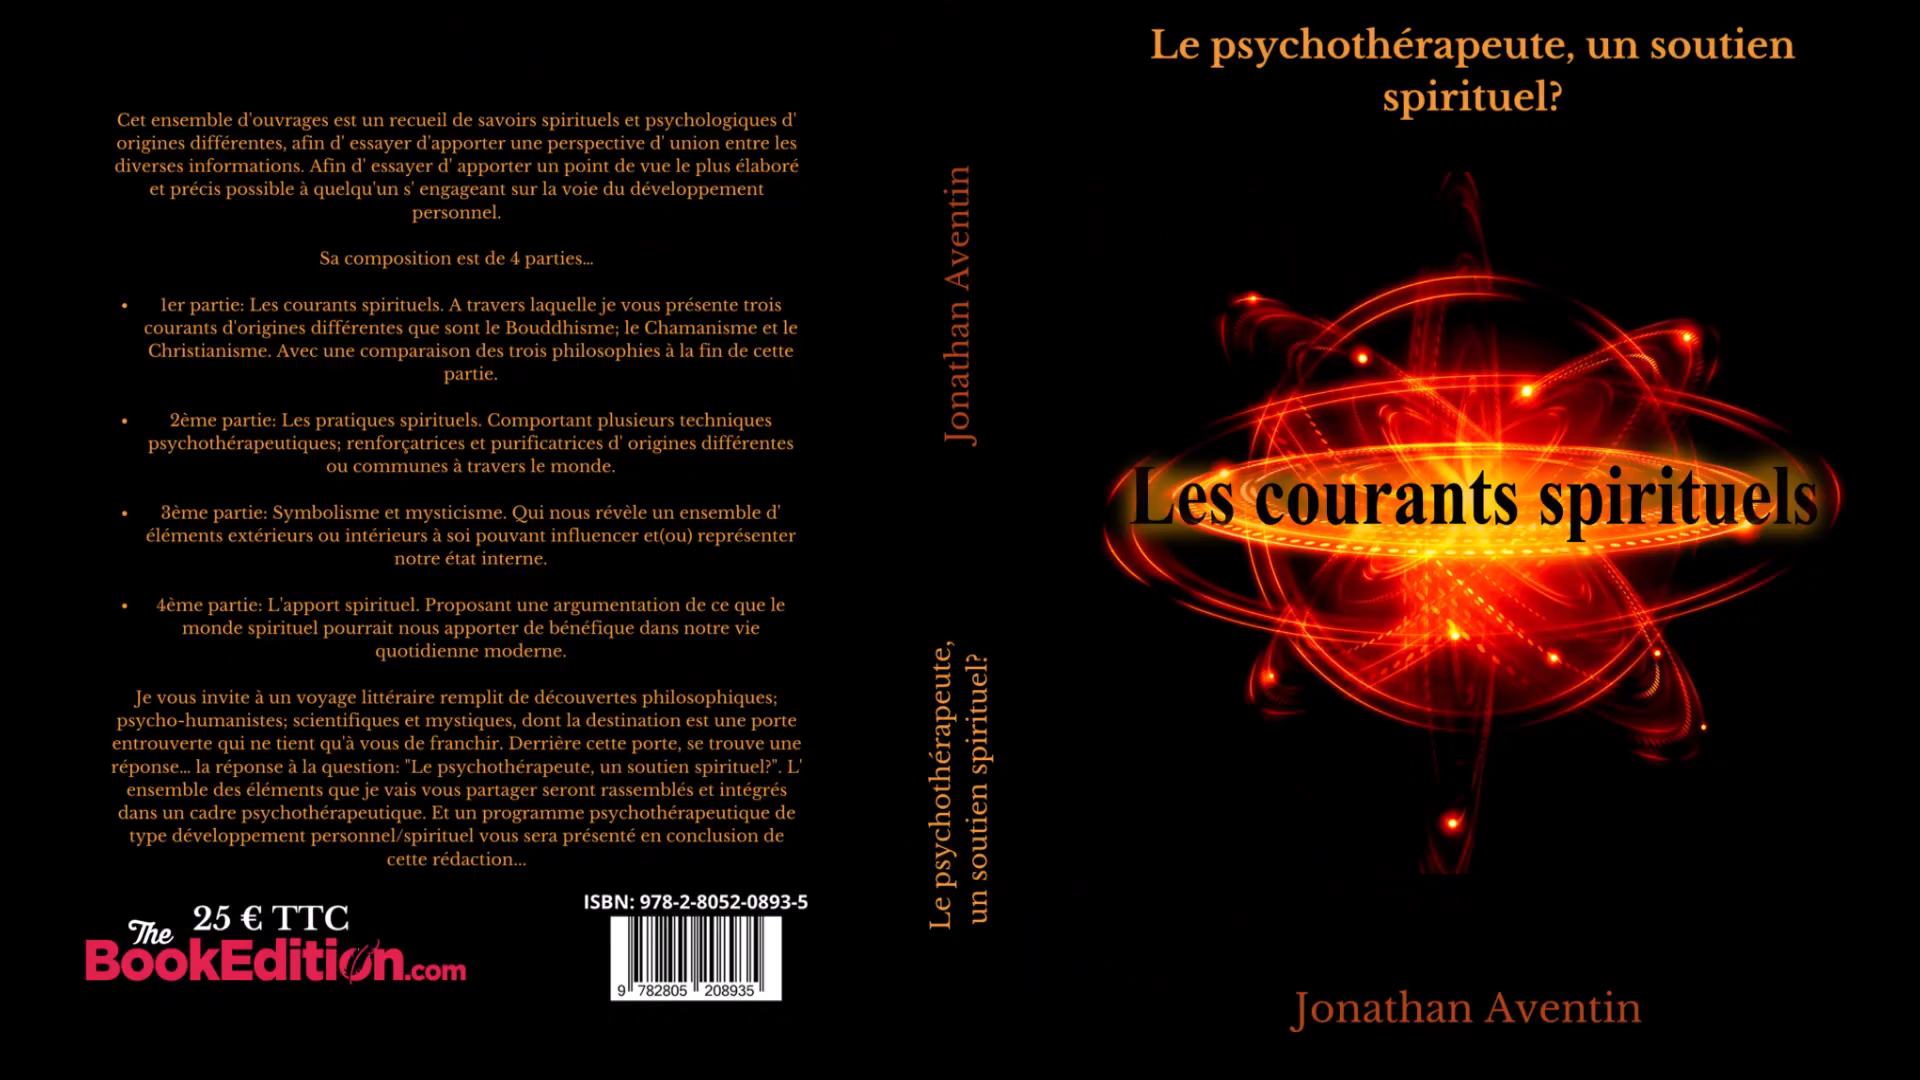 Cet ensemble d'ouvrages est un recueil de savoirs spirituels et psychologiques d'
origines différentes, afin d' essayer d'apporter une perspective d' union entre les
diverses informations. Afin d' essayer d' apporter un point de vue le plus élaboré
et précis possible à quelqu'un s' engageant sur la voie du développement
personnel.
Sa composition est de 4 parties...
• 1er partie: Les courants spirituels. A travers laquelle je vous présente trois
courants d'origines différentes que sont le Bouddhisme; le Chamanisme et le
Christianisme. Avec une comparaison des trois philosophies à la fin de cette
partie.
• 2ème partie: Les pratiques spirituels. Comportant plusieurs techniques
psychothérapeutiques; renforçatrices et purificatrices d' origines différentes
ou communes à travers le monde.
• 3ème partie: Symbolisme et mysticisme. Qui nous révèle un ensemble d'
éléments extérieurs ou intérieurs à soi pouvant influencer et(ou) représenter
notre état interne.
• 4ème partie: L'apport spirituel. Proposant une argumentation de ce que le
monde spirituel pourrait nous apporter de bénéfique dans notre vie
quotidienne moderne.
Je vous invite à un voyage littéraire remplit de découvertes philosophiques;
psycho-humanistes; scientifiques et mystiques, dont la destination est une porte
entrouverte qui ne tient qu'à vous de franchir. Derrière cette porte, se trouve une
réponse... la réponse à la question: "Le psychothérapeute, un soutien spirituel?". L'
ensemble des éléments que je vais vous partager seront rassemblés et intégrés
dans un cadre psychothérapeutique. Et un programme psychothérapeutique de
type développement personnel/spirituel vous sera présenté en conclusion de
cette rédaction...
25 € TTC
The
BookEdition.com
ISBN: 978-2-8052-0893-5
9 782805 208935
Jonathan Aventin
Le psychothérapeute,
un soutien spirituel?
Le psychothérapeute, un soutien
spirituel?
Les courants spirituels
Jonathan Aventin